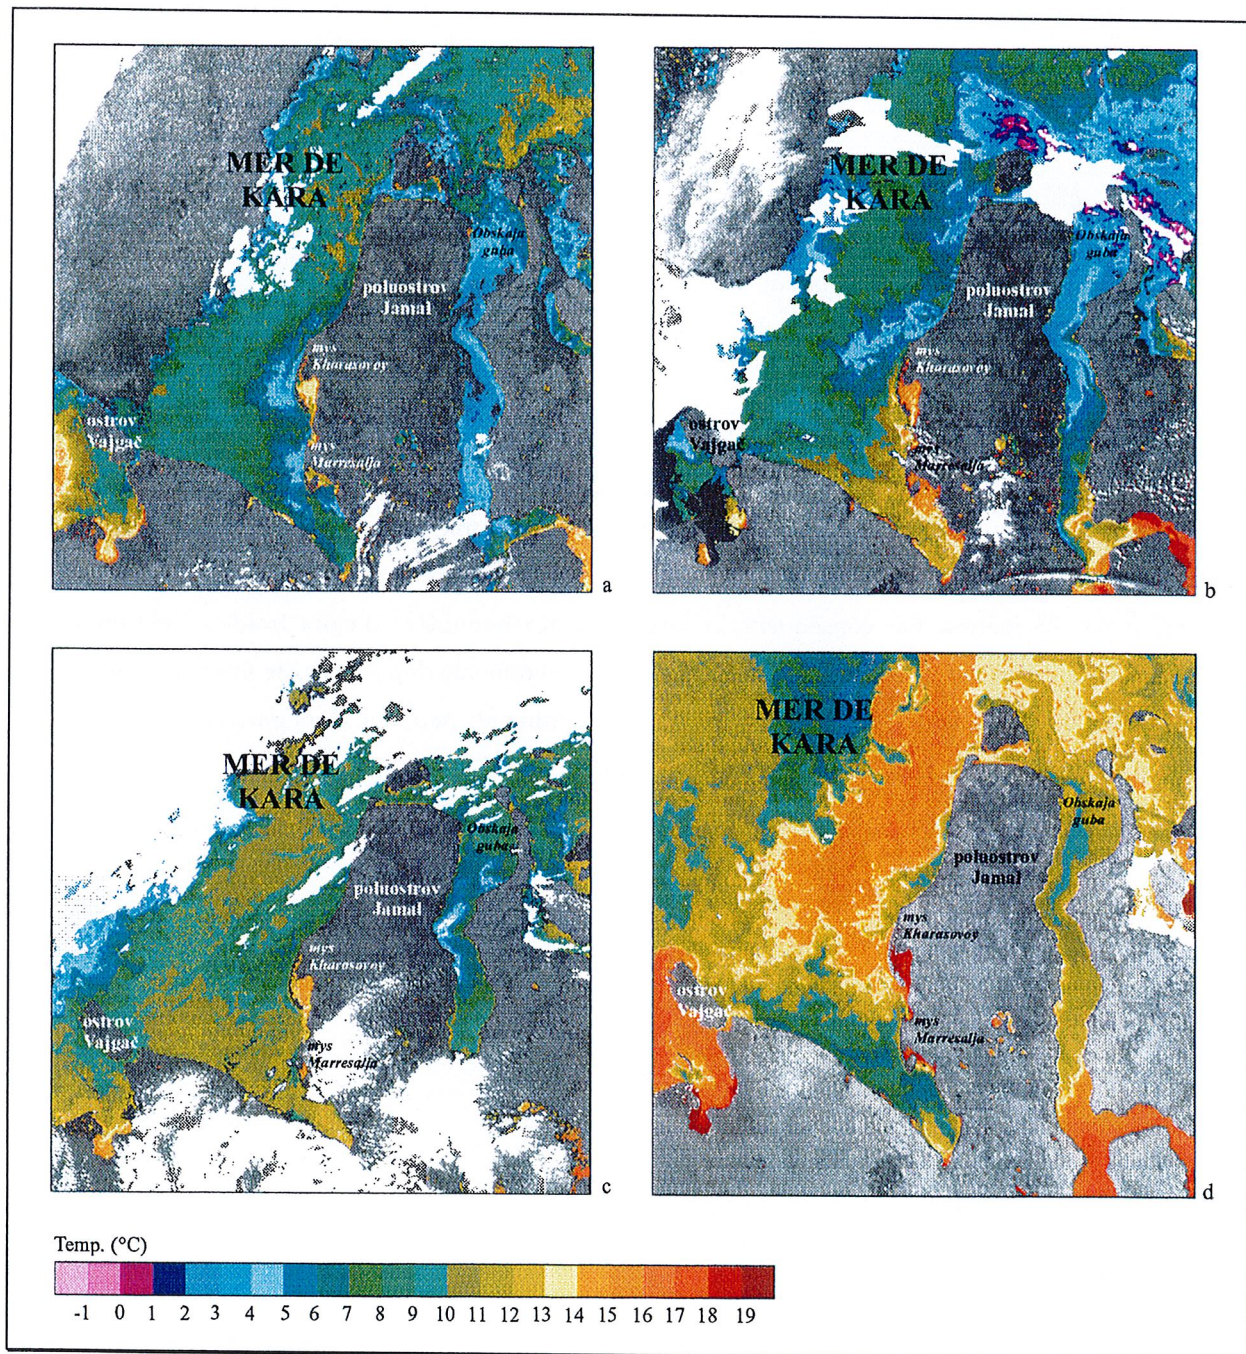 MER DE
KARA
Obskaja
guba
poluostrov
Jamal
mys
Kharasovoy
ostrov
Vajgač
mys
Marresalja
a
MER DE
KARA
Obskaja
guba
poluostrov
Jamal
mys
Kharasovoy
ostrov
Vajgač
mys
Marresalja
b
MER DE
KARA
Obskaja
guba
poluostrov
Jamal
mys
Kharosovoy
ostrov
Vajgač
mys
Marresalja
c
MER DE
KARA
Obskaja
guba
poluostrov
Jamal
mys
Kharasovoy
ostrov
Vajgač
mys
Marresalja
d
Temp. (°C)
-1 0 1 2 3 4 5 6 7 8 9 10 11 12 13 14 15 16 17 18 19